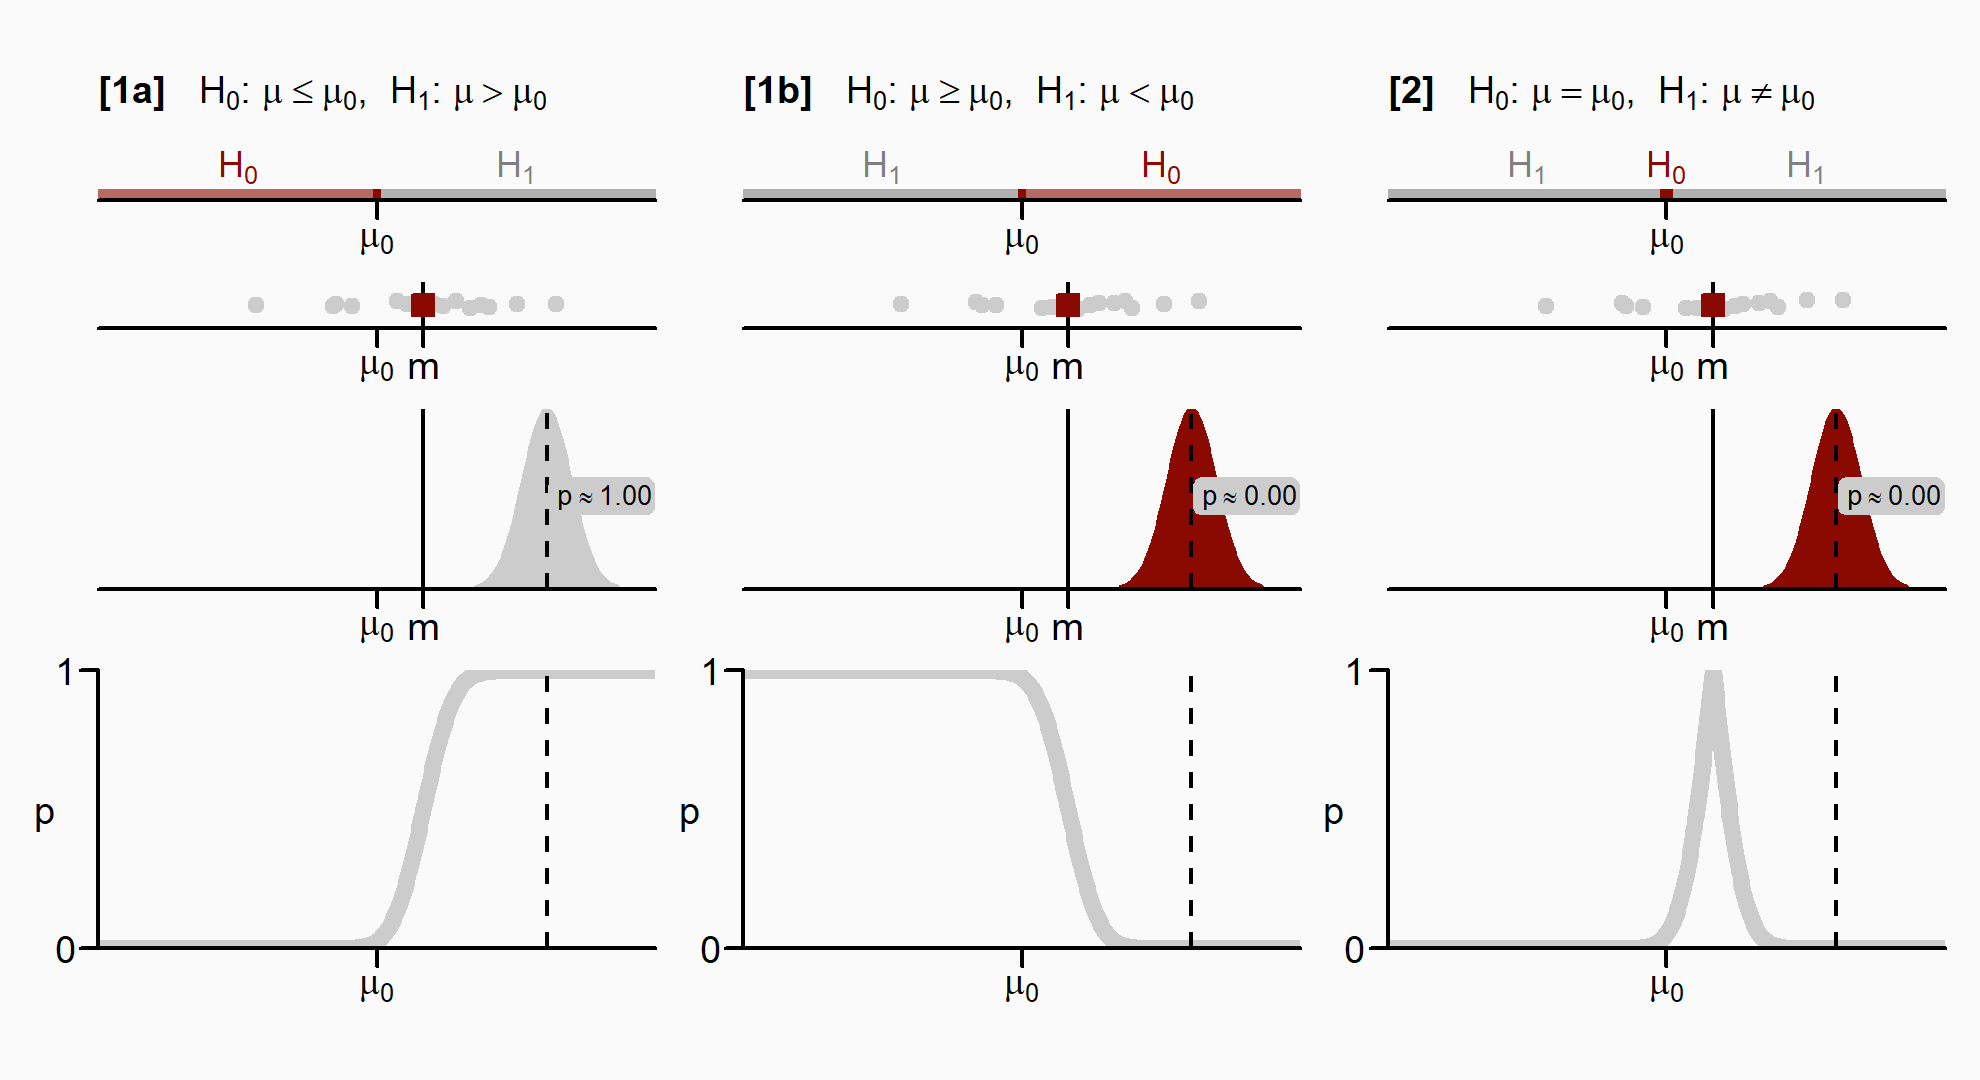 [1a] H₀: μ ≤ μ₀, H₁: μ > μ₀
[1b] H₀: μ ≥ μ₀, H₁: μ < μ₀
[2] H₀: μ = μ₀, H₁: μ ≠ μ₀
H₀ H₁
H₁ H₀
H₁ H₀ H₁
μ₀
μ₀
μ₀
μ₀ m
μ₀ m
μ₀ m
p ≈ 1.00
p ≈ 0.00
p ≈ 0.00
μ₀ m
μ₀ m
μ₀ m
1
p
0
μ₀
1
p
0
μ₀
1
p
0
μ₀